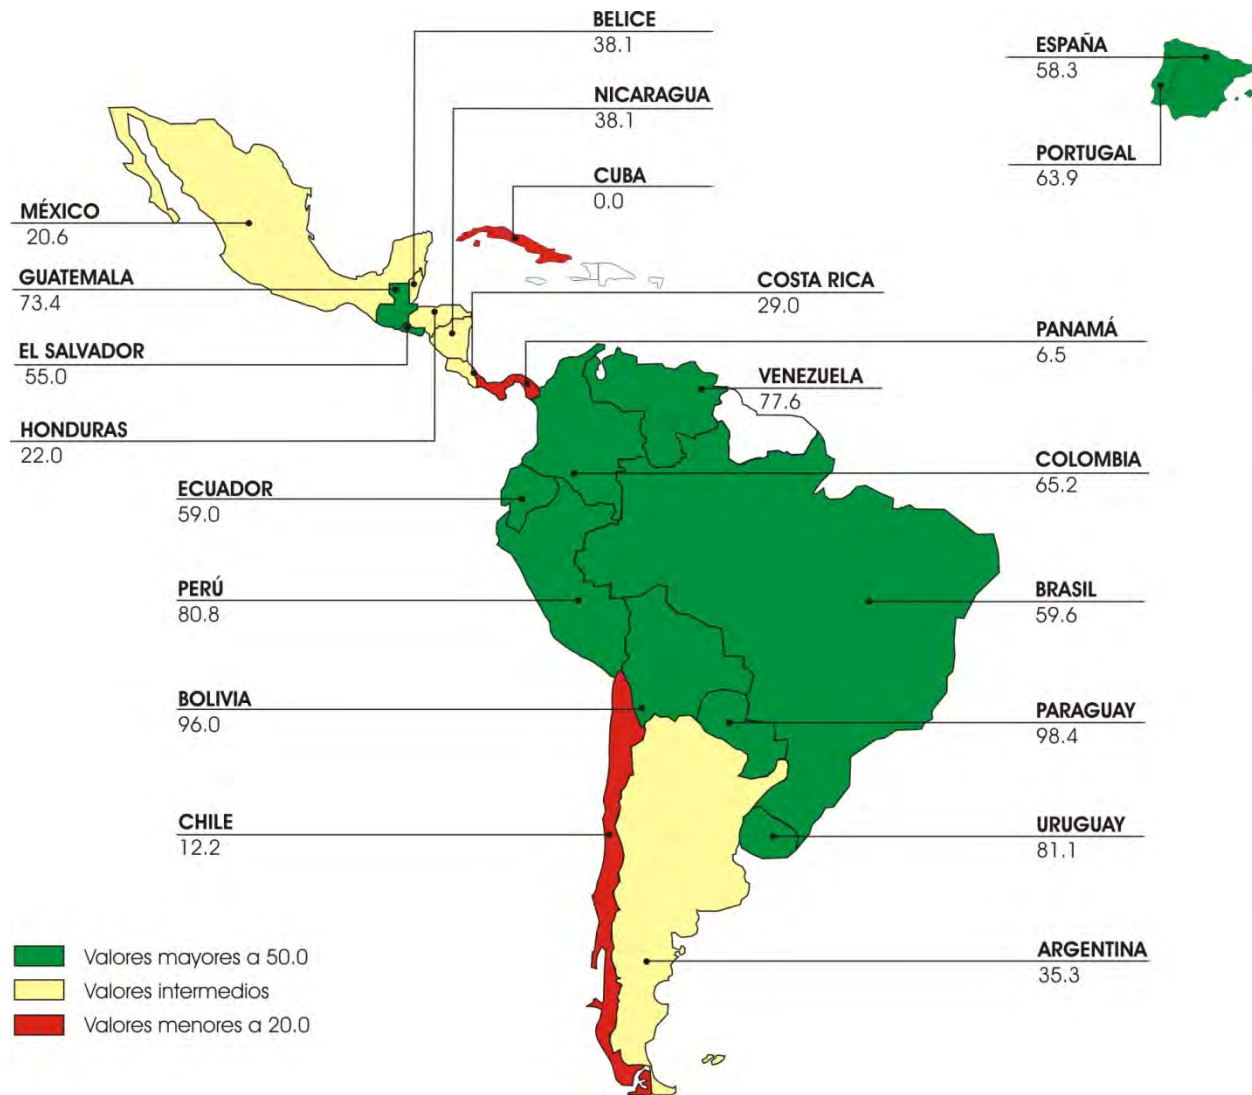 BELICE
38.1
ESPAÑA
58.3
NICARAGUA
38.1
PORTUGAL
63.9
CUBA
0.0
MÉXICO
20.6
GUATEMALA
73.4
COSTA RICA
29.0
PANAMÁ
6.5
EL SALVADOR
55.0
VENEZUELA
77.6
HONDURAS
22.0
COLOMBIA
65.2
ECUADOR
59.0
PERÚ
80.8
BRASIL
59.6
BOLIVIA
96.0
PARAGUAY
98.4
CHILE
12.2
URUGUAY
81.1
ARGENTINA
35.3
Valores mayores a 50.0
Valores intermedios
Valores menores a 20.0